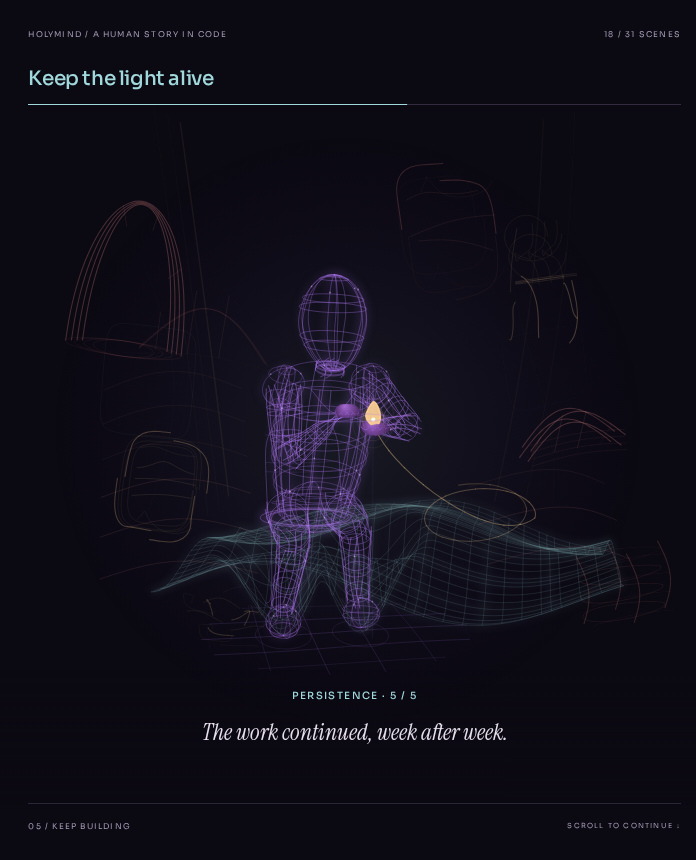 HOLYMIND / A HUMAN STORY IN CODE
18 / 31 SCENES
Keep the light alive
PERSISTENCE · 5 / 5
The work continued, week after week.
05 / KEEP BUILDING
SCROLL TO CONTINUE ↓